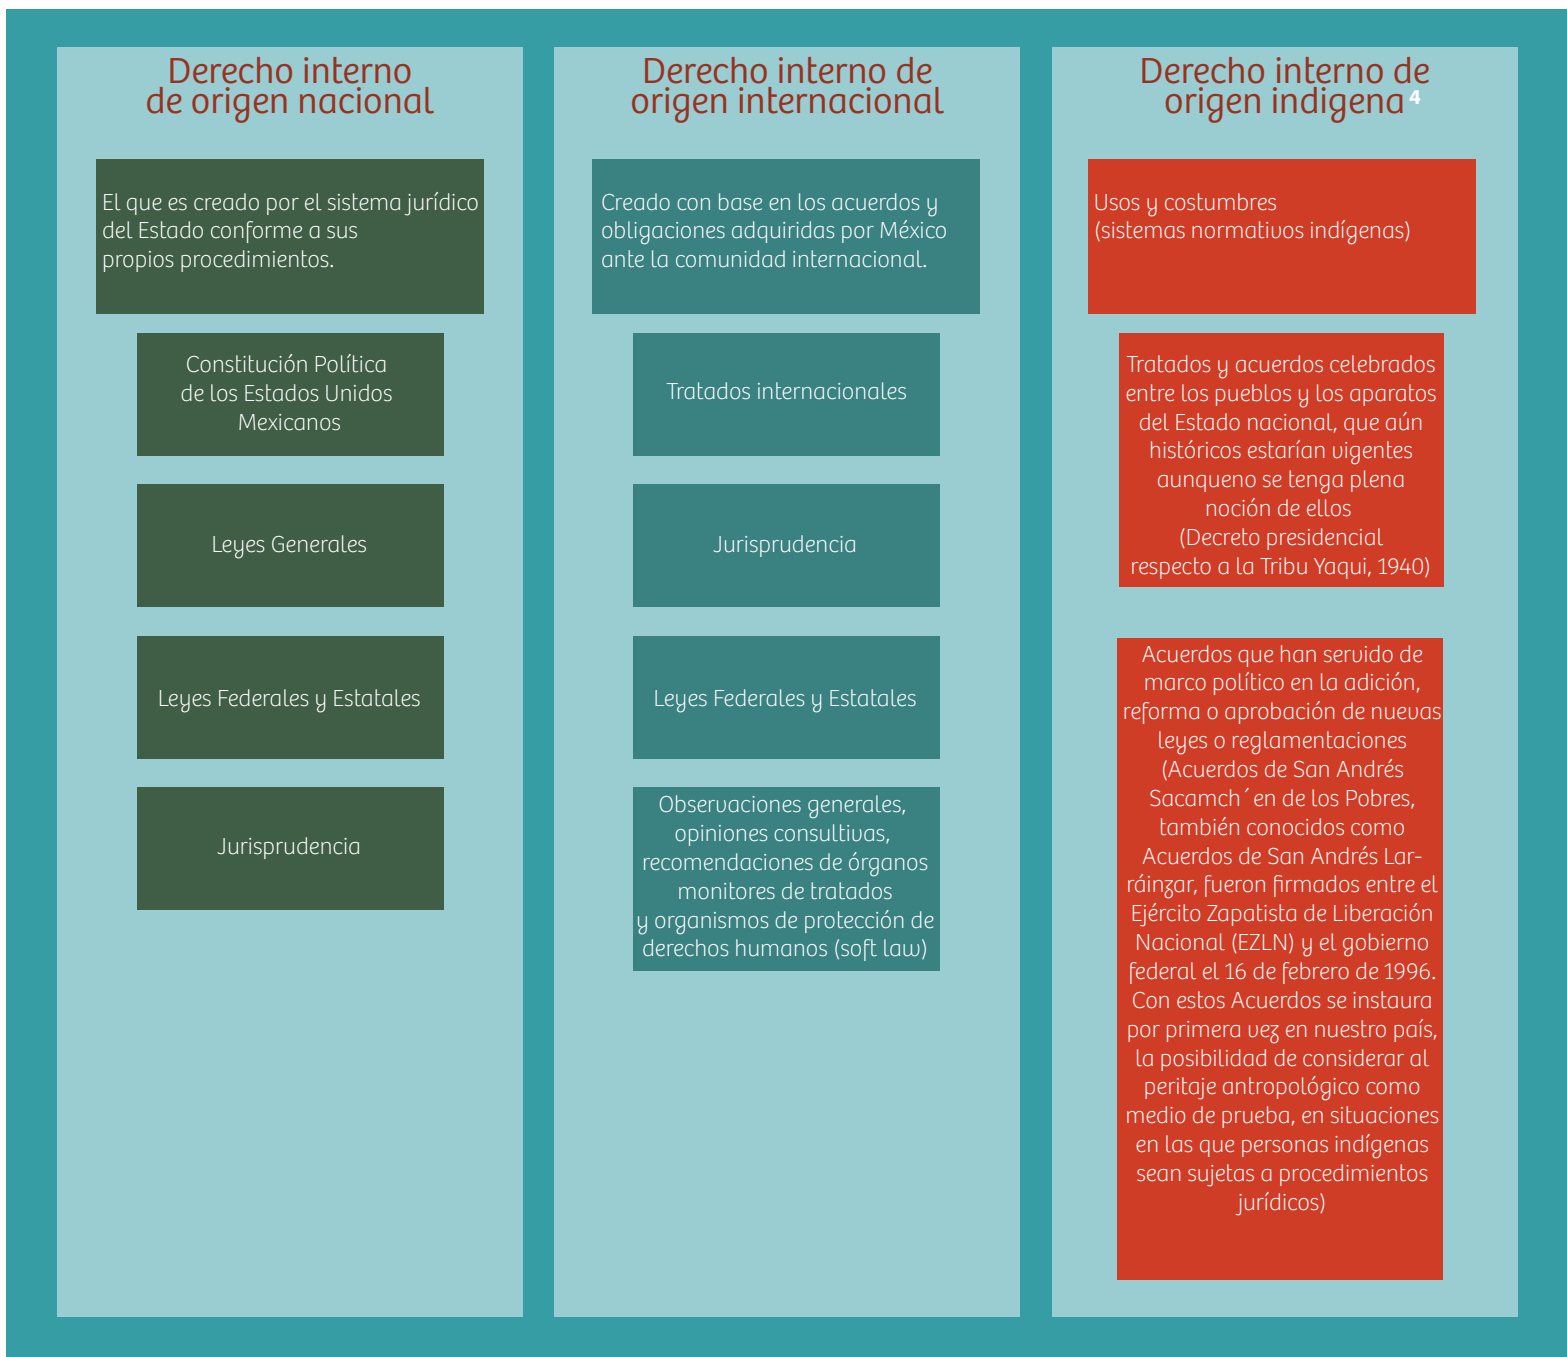 Derecho interno
de origen nacional
El que es creado por el sistema jurídico
del Estado conforme a sus
propios procedimientos.
Constitución Política
de los Estados Unidos
Mexicanos
Leyes Generales
Leyes Federales y Estatales
Jurisprudencia
Derecho interno de
origen internacional
Creado con base en los acuerdos y
obligaciones adquiridas por México
ante la comunidad internacional.
Tratados internacionales
Jurisprudencia
Leyes Federales y Estatales
Observaciones generales,
opiniones consultivas,
recomendaciones de órganos
monitores de tratados
y organismos de protección de
derechos humanos (soft law)
Derecho interno de
origen indigena 4
Usos y costumbres
(sistemas normativos indígenas)
Tratados y acuerdos celebrados
entre los pueblos y los aparatos
del Estado nacional, que aún
históricos estarían vigentes
aunqueno se tenga plena
noción de ellos
(Decreto presidencial
respecto a la Tribu Yaqui, 1940)
Acuerdos que han servido de
marco político en la adición,
reforma o aprobación de nuevas
leyes o reglamentaciones
(Acuerdos de San Andrés
Sacamch´en de los Pobres,
también conocidos como
Acuerdos de San Andrés Lar-
ráinzar, fueron firmados entre el
Ejército Zapatista de Liberación
Nacional (EZLN) y el gobierno
federal el 16 de febrero de 1996.
Con estos Acuerdos se instaura
por primera vez en nuestro país,
la posibilidad de considerar al
peritaje antropológico como
medio de prueba, en situaciones
en las que personas indígenas
sean sujetas a procedimientos
jurídicos)